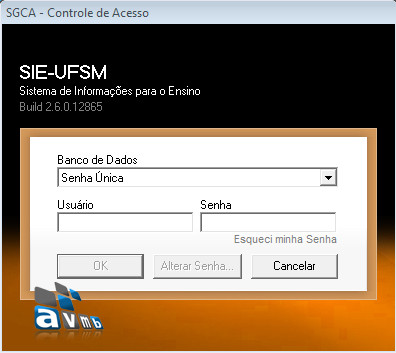 SGCA - Controle de Acesso
SIE-UFSM
Sistema de Informações para o Ensino
Build 2.6.0.12865
Banco de Dados
Senha Única
Usuário Senha
Esqueci minha Senha
OK Alterar Senha... Cancelar
avmb